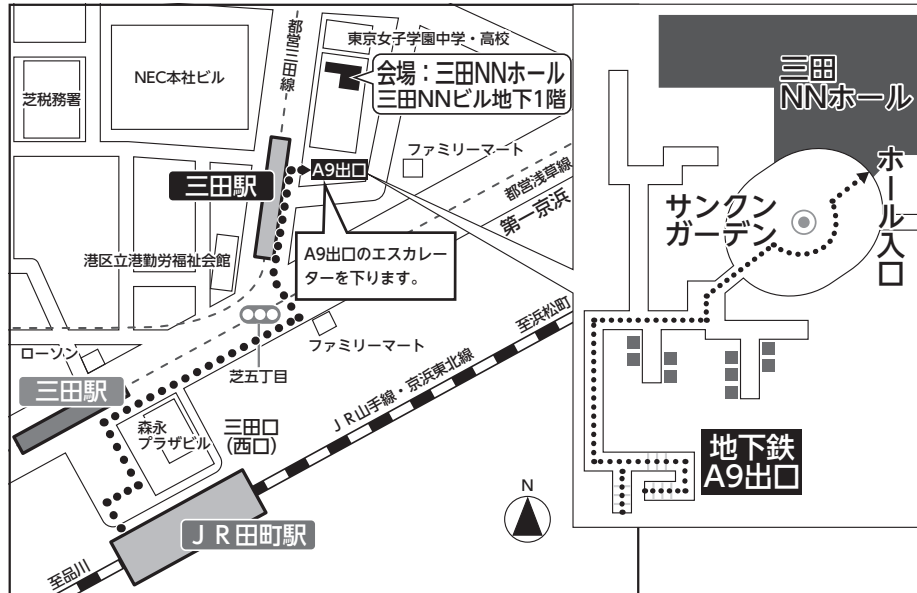 東京女子学園中学・高校
都営三田線
NEC本社ビル
芝税務署
会場：三田NNホール
三田NNビル地下1階
三田駅
A9出口
ファミリーマート
都営浅草線
第一京浜
港区立港勤労福祉会館
A9出口のエスカレー
ターを下ります。
至浜松町
ローソン
芝五丁目
ファミリーマート
三田駅
森永
プラザビル
三田口
(西口)
JR山手線・京浜東北線
N
JR田町駅
至品川
三田
NNホール
サンクン
ガーデン
ホール入口
地下鉄
A9出口